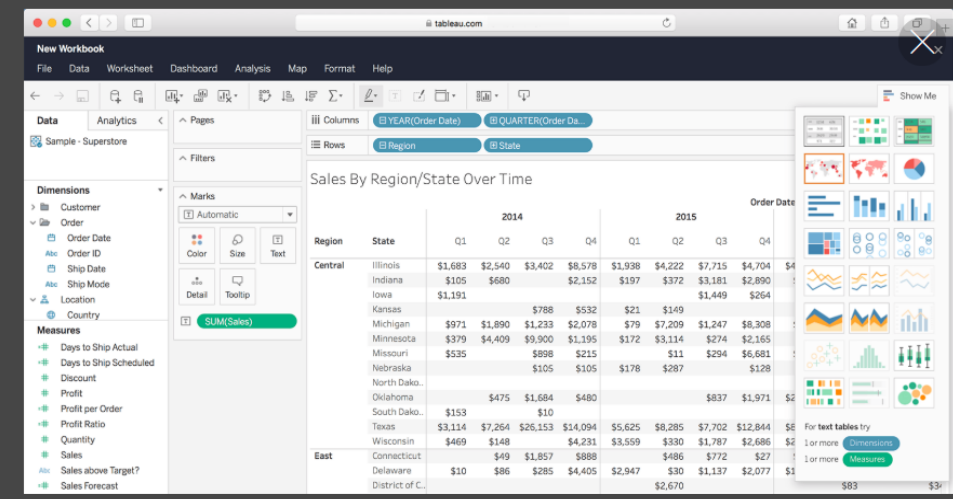 tableau.com
New Workbook
File Data Worksheet Dashboard Analysis Map Format Help
Show Me
Data Analytics
Sample - Superstore
Dimensions
Customer
Order
Order Date
Abc Order ID
Ship Date
Abc Ship Mode
Location
Country
Measures
Days to Ship Actual
Days to Ship Scheduled
Discount
Profit
Profit per Order
Profit Ratio
Quantity
Sales
Abc Sales above Target?
Sales Forecast
Pages
Filters
Marks
Automatic
Color Size Text
Detail Tooltip
SUM(Sales)
Columns YEAR(Order Date) QUARTER(Order Da...
Rows Region State
Sales By Region/State Over Time
Order Date
2014 2015
Region State Q1 Q2 Q3 Q4 Q1 Q2 Q3 Q4
Central Illinois $1,683 $2,540 $3,402 $8,578 $1,938 $4,222 $7,715 $4,704 $4
Indiana $105 $680 $2,152 $197 $372 $3,181 $2,890
Iowa $1,191 $1,449 $264
Kansas $788 $532 $21 $149
Michigan $971 $1,890 $1,233 $2,078 $79 $7,209 $1,247 $8,308
Minnesota $379 $4,409 $9,900 $1,195 $172 $3,114 $274 $2,165
Missouri $535 $898 $215 $11 $294 $6,681
Nebraska $105 $105 $178 $287 $128
North Dako..
Oklahoma $475 $1,684 $480 $837 $1,971 $2
South Dako.. $153 $10
Texas $3,114 $7,264 $26,153 $14,094 $5,625 $8,285 $7,702 $12,844 $8
Wisconsin $469 $148 $4,231 $3,559 $330 $1,787 $2,686 $2
East Connecticut $49 $1,857 $888 $486 $772 $27
Delaware $10 $86 $285 $4,405 $2,947 $30 $1,137 $2,077 $1
District of C.. $2,670 $83 $3
For text tables try
1 or more Dimensions
1 or more Measures